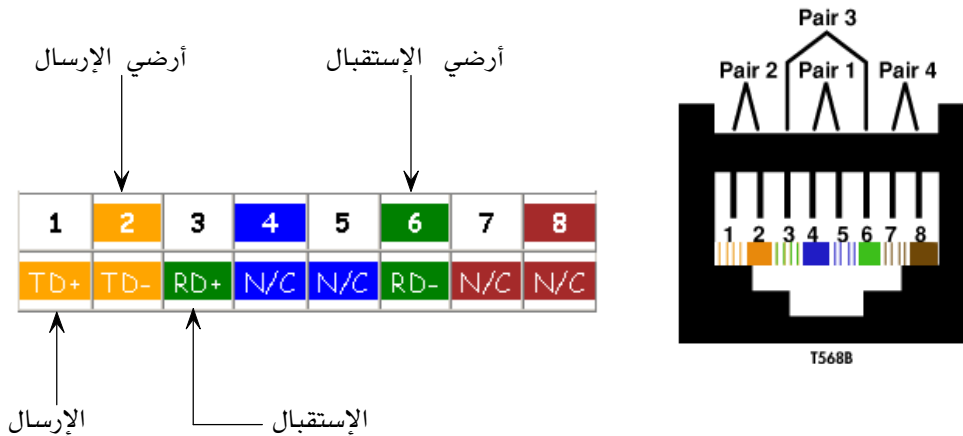 Pair 3
أرضي الإرسال
أرضي الإستقبال
Pair 2 Pair 1 Pair 4
1 2 3 4 5 6 7 8
TD+ TD- RD+ N/C N/C RD- N/C N/C
1 2 3 4 5 6 7 8
T568B
الإرسال
الإستقبال